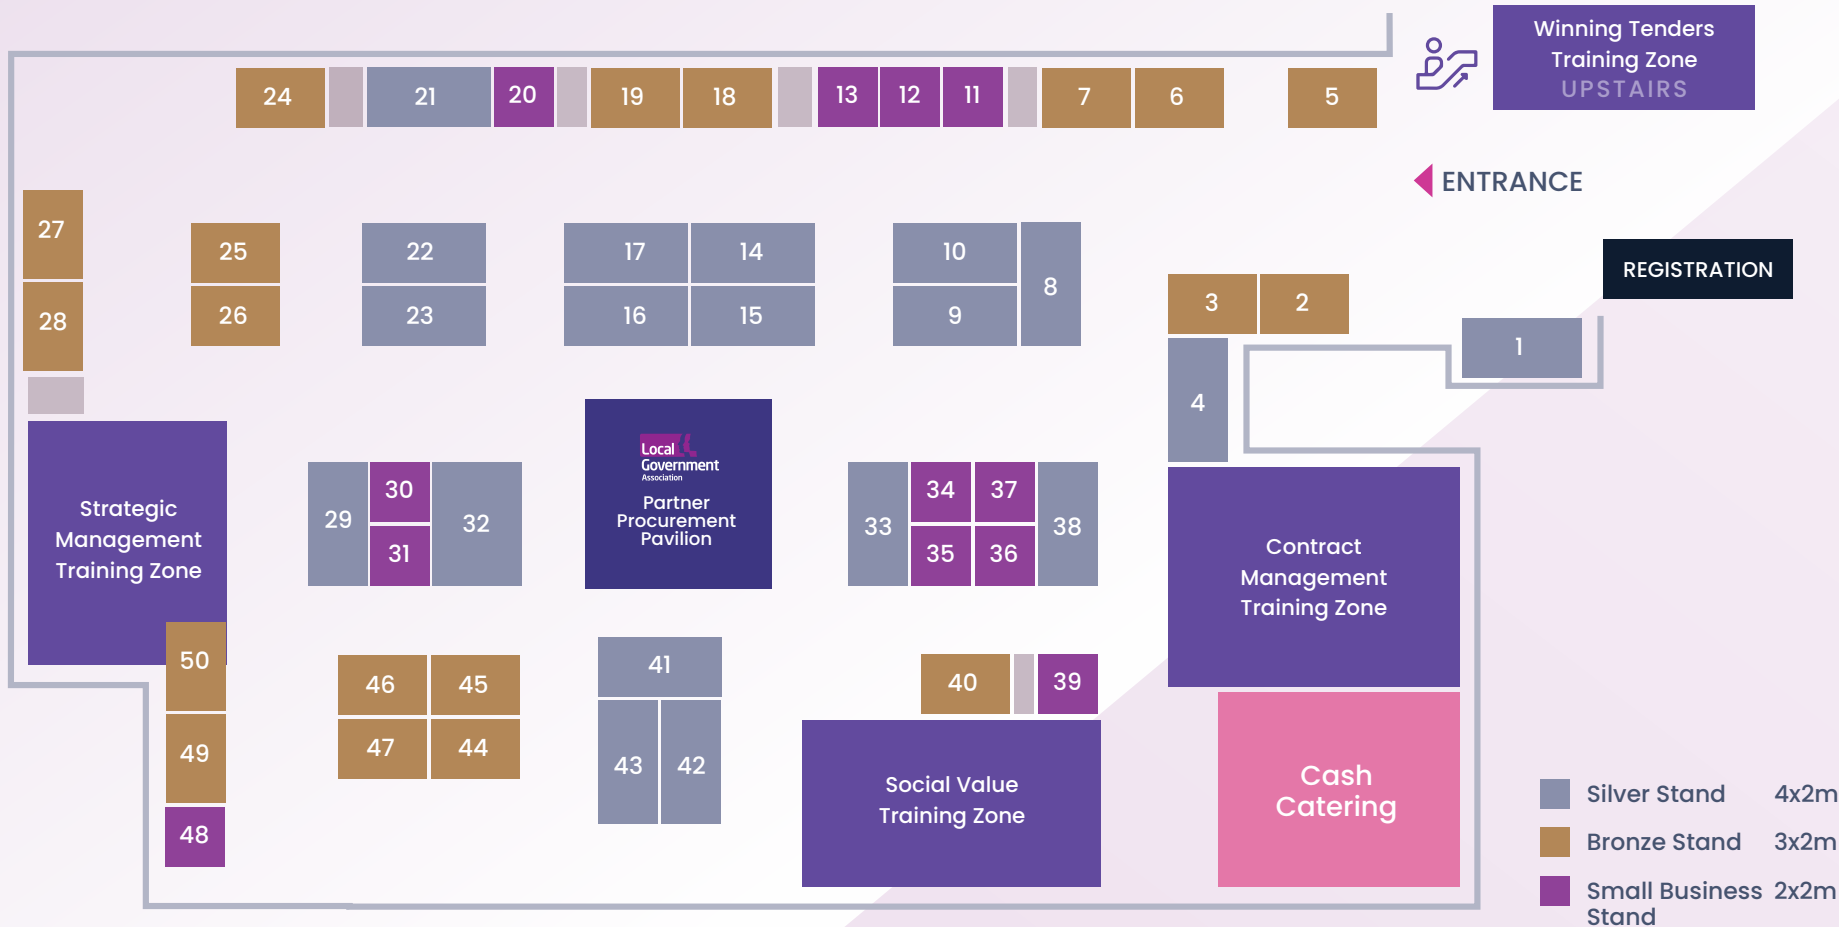 Winning Tenders
Training Zone
UPSTAIRS
24
21
20
19
18
13
12
11
7
6
5
ENTRANCE
27
28
25
26
22
23
17
14
16
15
10
9
8
REGISTRATION
3
2
1
4
Strategic
Management
Training Zone
29
30
31
32
Local
Government
Association
Partner
Procurement
Pavilion
33
34
37
35
36
38
Contract
Management
Training Zone
50
49
48
46
45
47
44
41
43
42
40
39
Social Value
Training Zone
Cash
Catering
Silver Stand 4x2m
Bronze Stand 3x2m
Small Business 2x2m
Stand